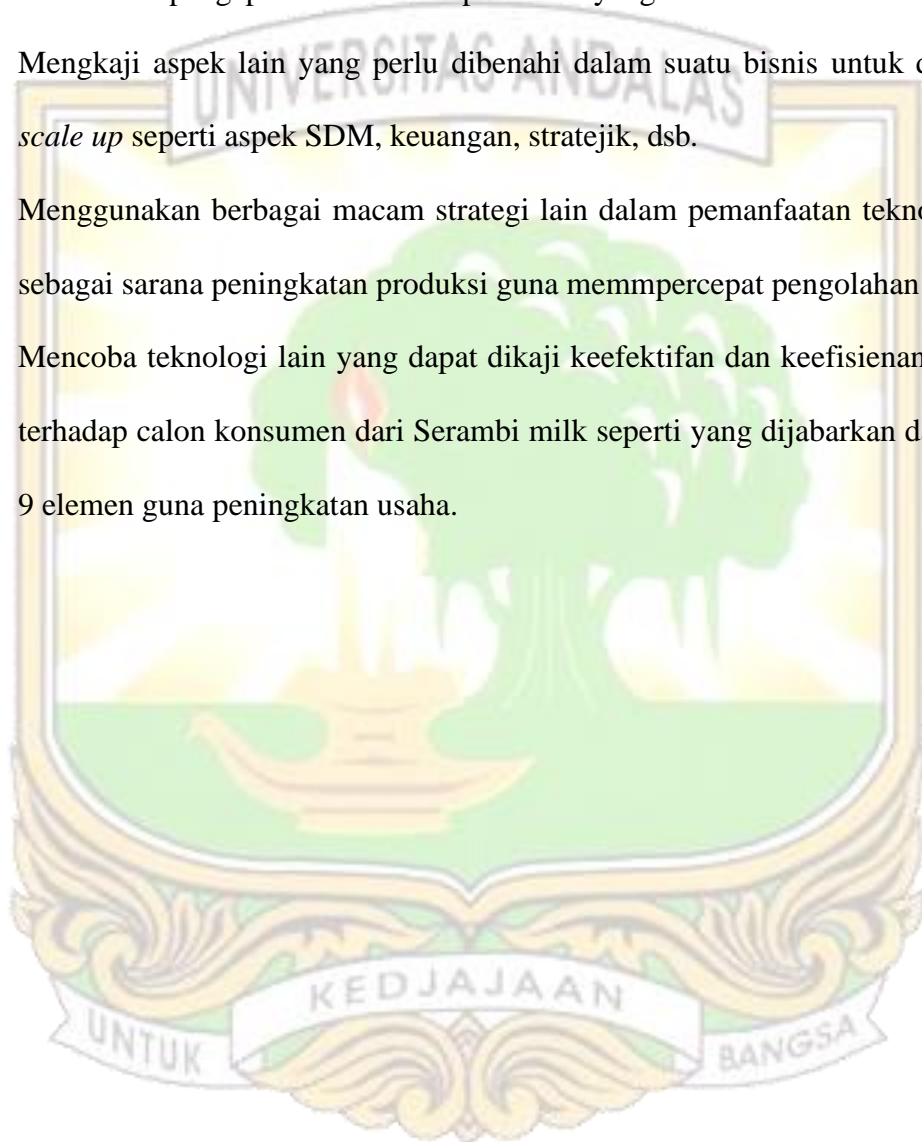 UNIVERSITAS ANDALAS
Mengkaji aspek lain yang perlu dibenahi dalam suatu bisnis untuk
scale up seperti aspek SDM, keuangan, stratejik, dsb.
Menggunakan berbagai macam strategi lain dalam pemanfaatan
sebagai sarana peningkatan produksi guna memmpercepat pengolahan
Mencoba teknologi lain yang dapat dikaji keefektifan dan keefisienan
terhadap calon konsumen dari Serambi milk seperti yang dijabarkan
9 elemen guna peningkatan usaha.
UNTUK KEDJAJAAN BANGSA